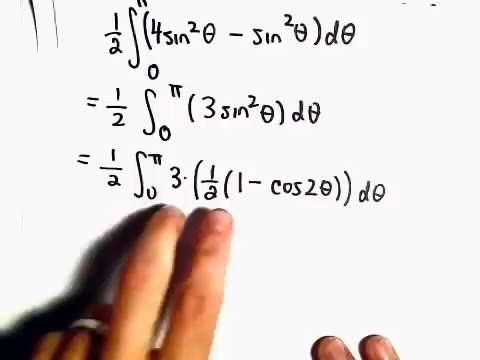 ½ ∫₀^π (4sin²θ − sin²θ) dθ
= ½ ∫₀^π (3sin²θ) dθ
= ½ ∫₀^π 3·(½(1 − cos2θ)) dθ